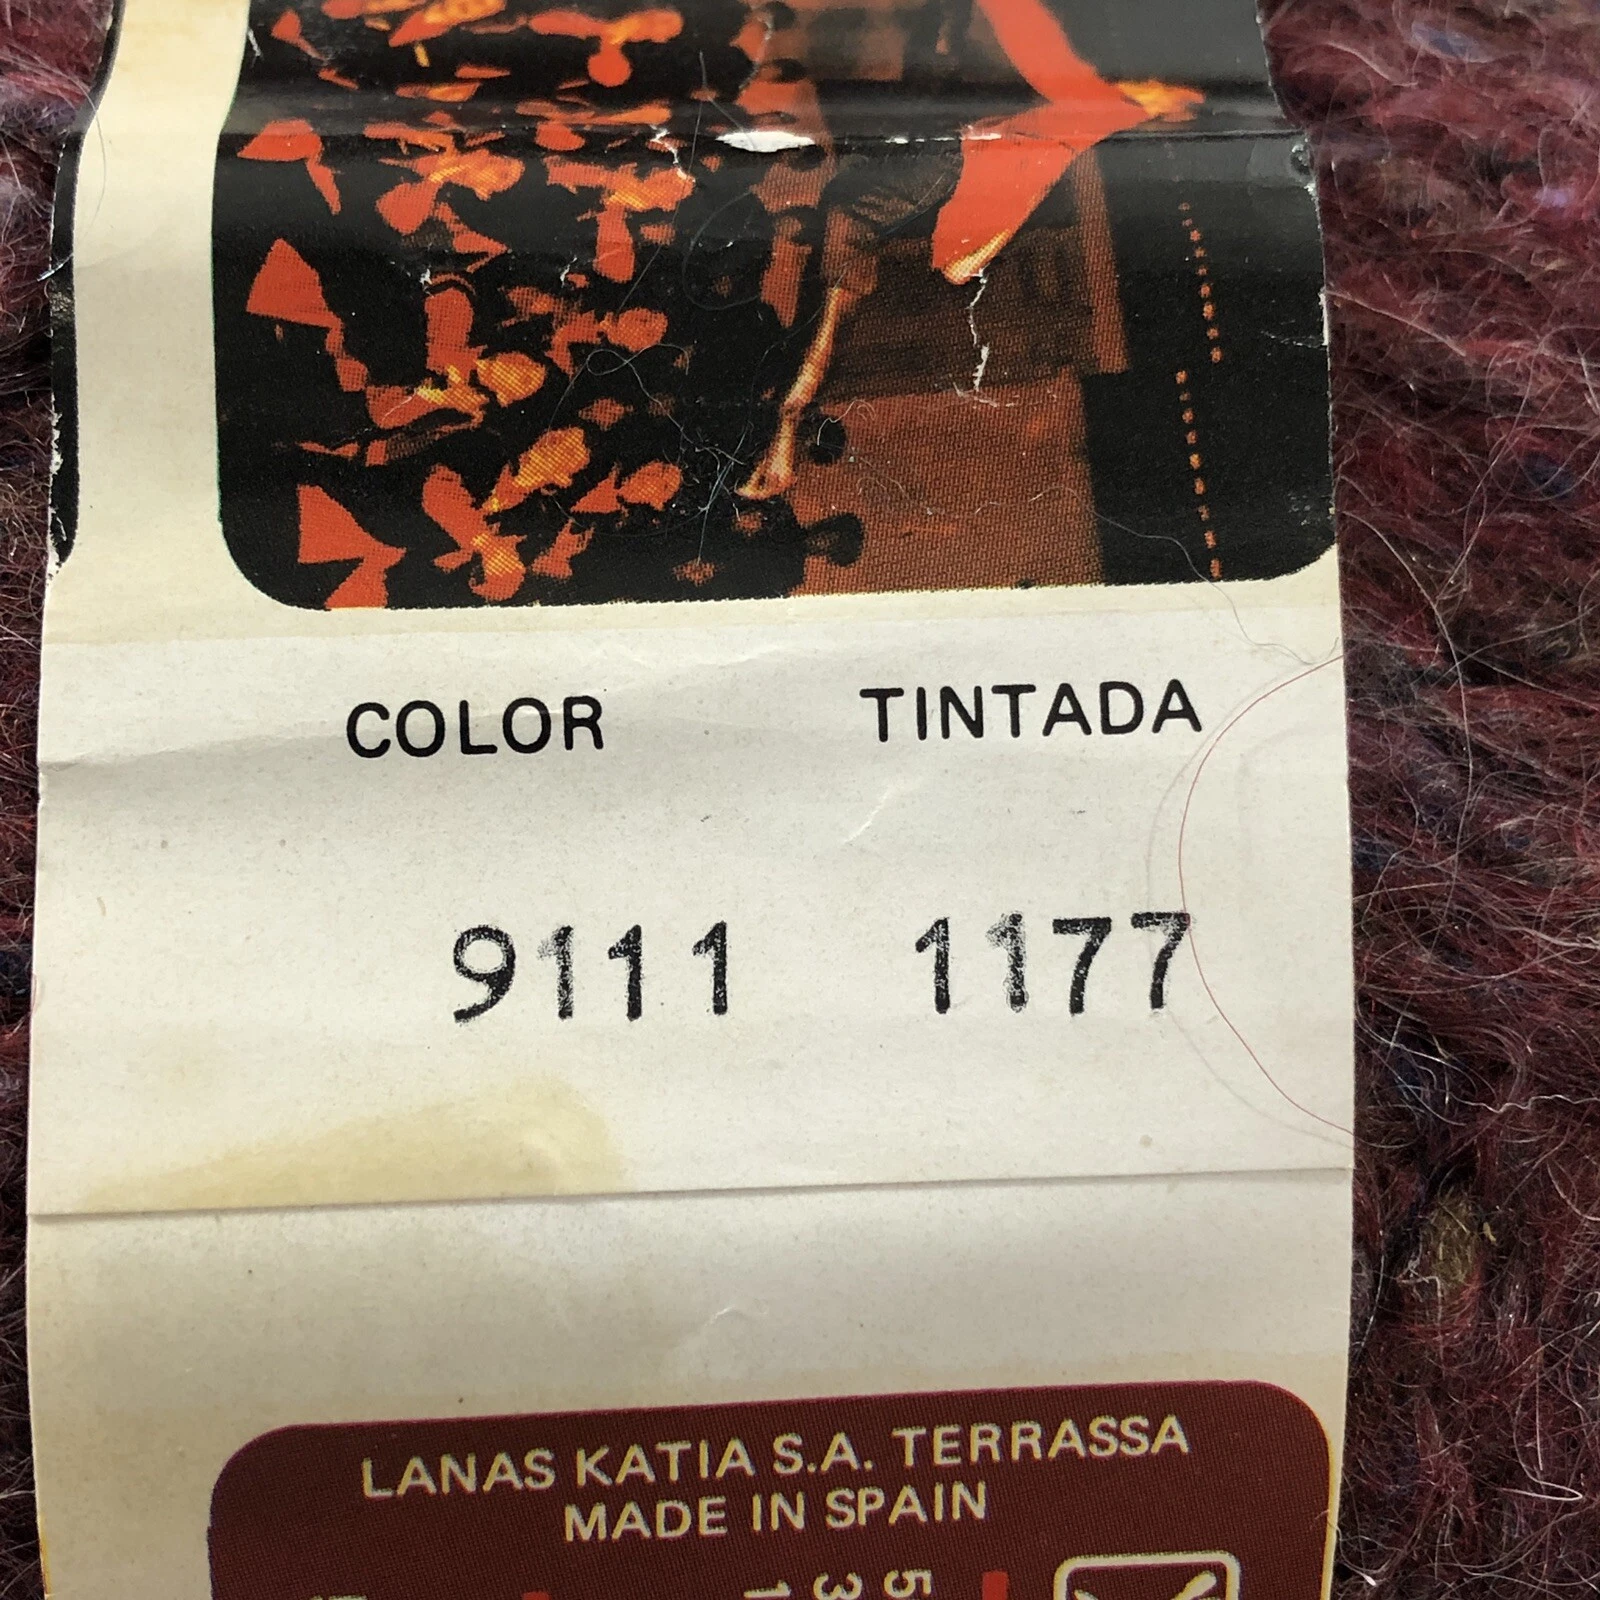 COLOR TINTADA
9111 1177
LANAS KATIA S.A. TERRASSA
MADE IN SPAIN